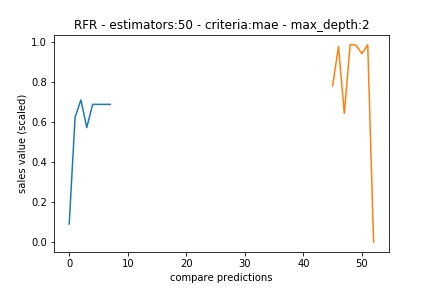 RFR - estimators:50 - criteria:mae - max_depth:2
1.0
0.8
0.6
0.4
0.2
0.0
sales value (scaled)
0 10 20 30 40 50
compare predictions